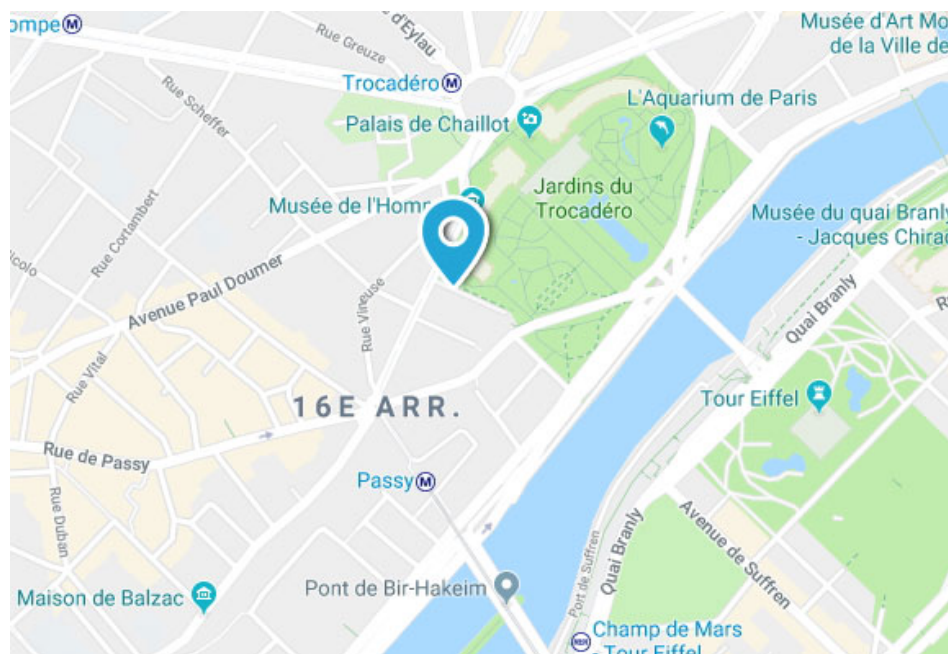 ompe
Rue Greuze
d'Eylau
Musée d'Art Mo
de la Ville de
Trocadéro
Rue Scheffer
Palais de Chaillot
L'Aquarium de Paris
Jardins du
Trocadéro
Musée de l'Hom
Musée du quai Branly
- Jacques Chirac
Rue Cortambert
olcolo
Avenue Paul Doumer
Rue Vineuse
Quai Branly
Rue Vital
16E ARR.
Tour Eiffel
Rue de Passy
Passy
Rue Duban
Avenue de Suffren
Quai Branly
Port de Suffren
Pont de Bir-Hakeim
Maison de Balzac
RER
Champ de Mars
Tour Eiffel